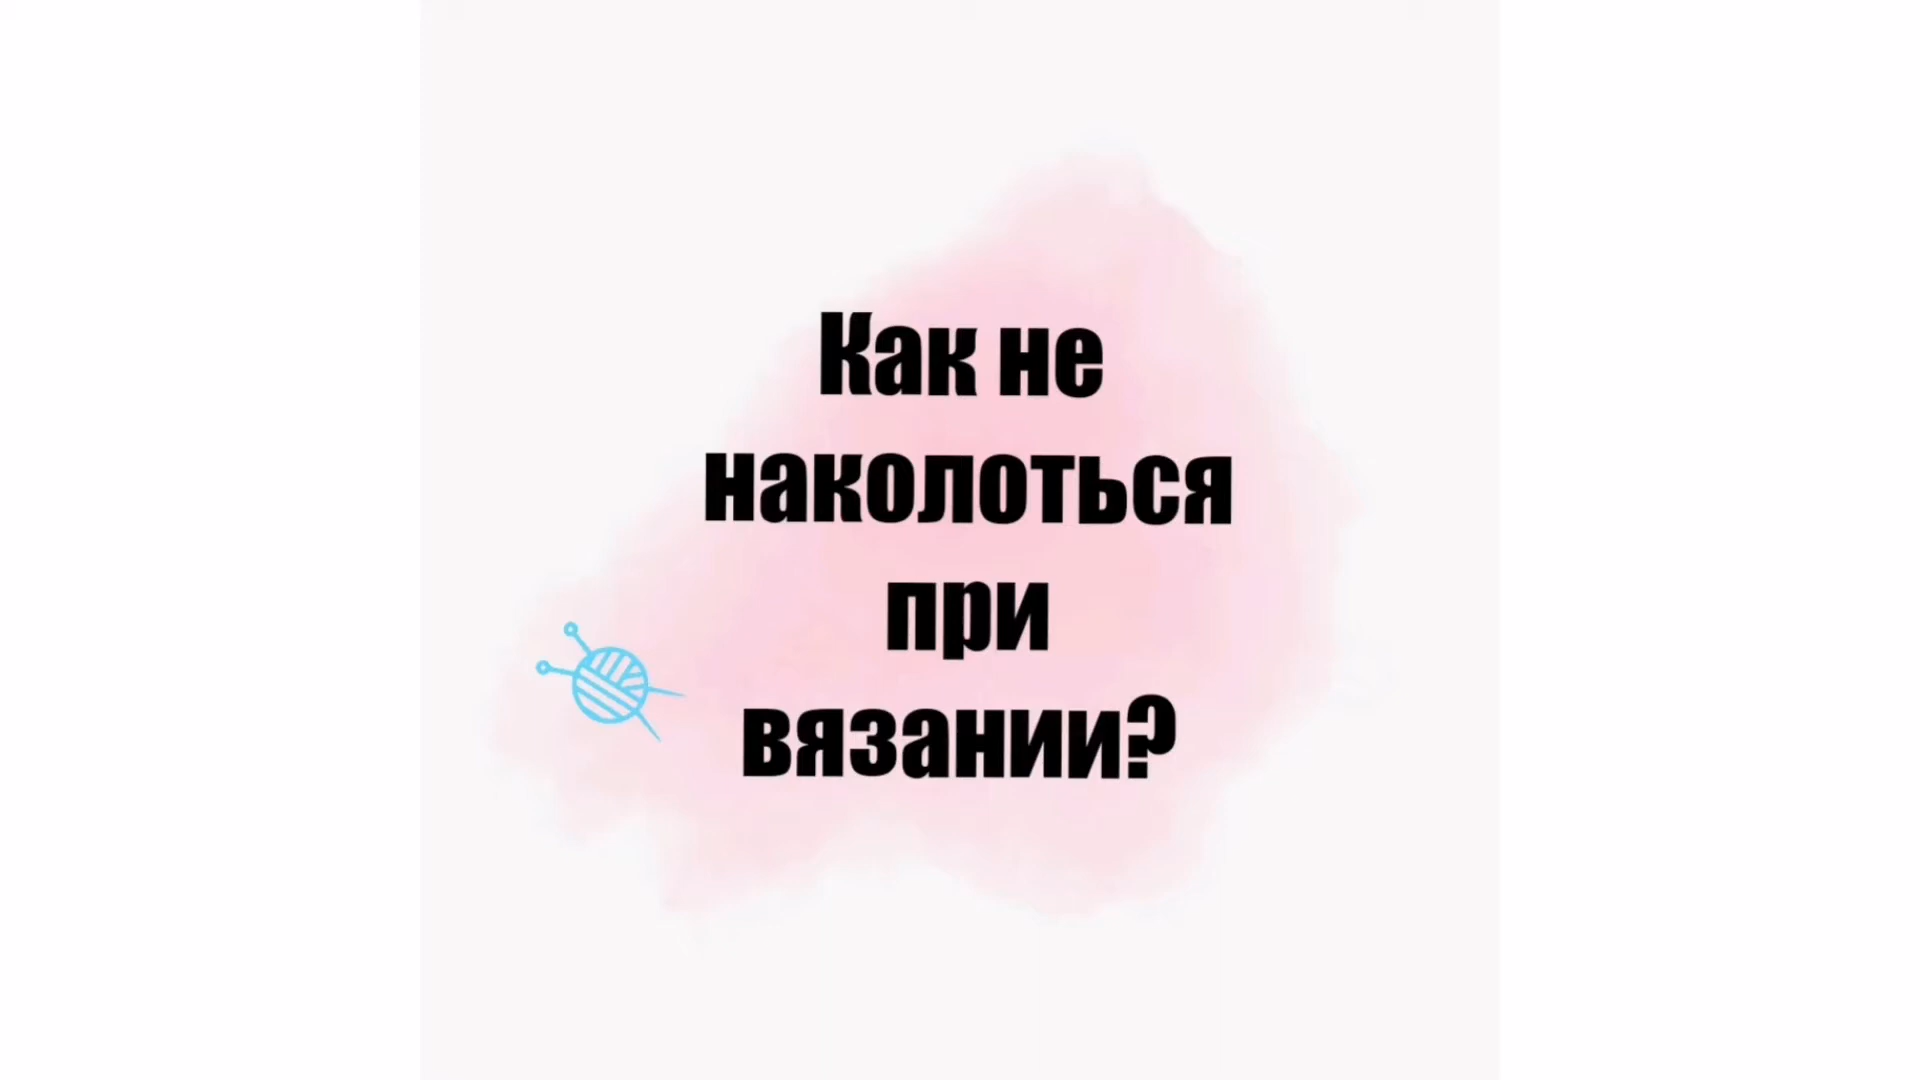 Как не
наколоться
при
вязании?